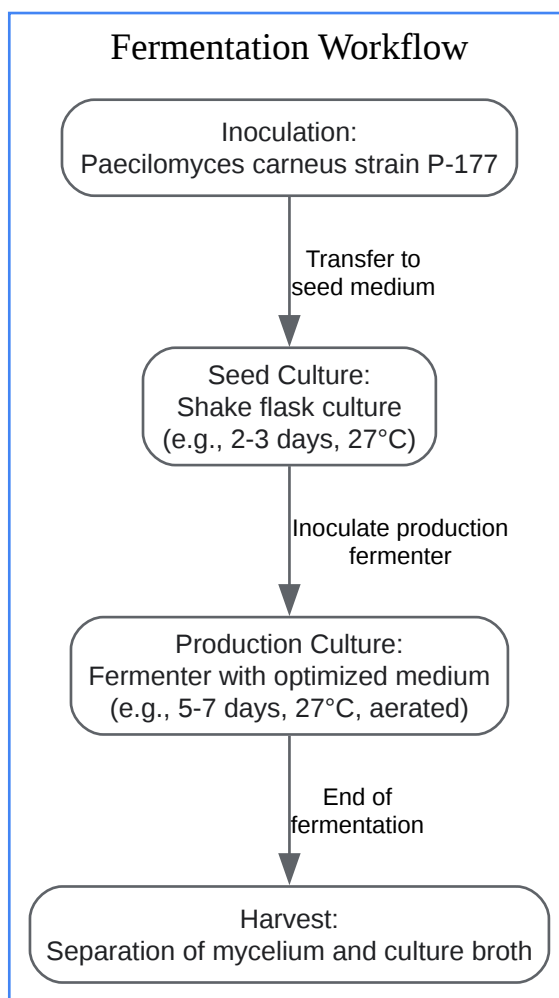 Fermentation Workflow
Inoculation:
Paecilomyces carneus strain P-177
Transfer to
seed medium
Seed Culture:
Shake flask culture
(e.g., 2-3 days, 27°C)
Inoculate production
fermenter
Production Culture:
Fermenter with optimized medium
(e.g., 5-7 days, 27°C, aerated)
End of
fermentation
Harvest:
Separation of mycelium and culture broth